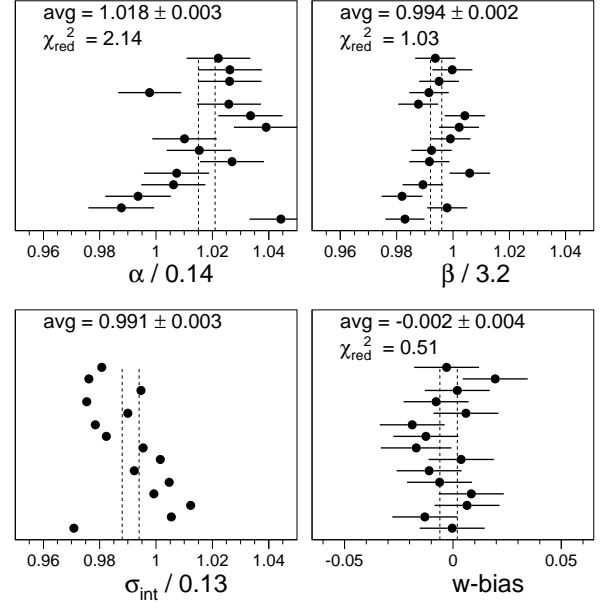 avg = 1.018 ± 0.003
χred² = 2.14
0.96 0.98 1 1.02 1.04
α / 0.14
avg = 0.994 ± 0.002
χred² = 1.03
0.96 0.98 1 1.02 1.04
β / 3.2
avg = 0.991 ± 0.003
0.96 0.98 1 1.02 1.04
σint / 0.13
avg = -0.002 ± 0.004
χred² = 0.51
-0.05 0 0.05
w-bias